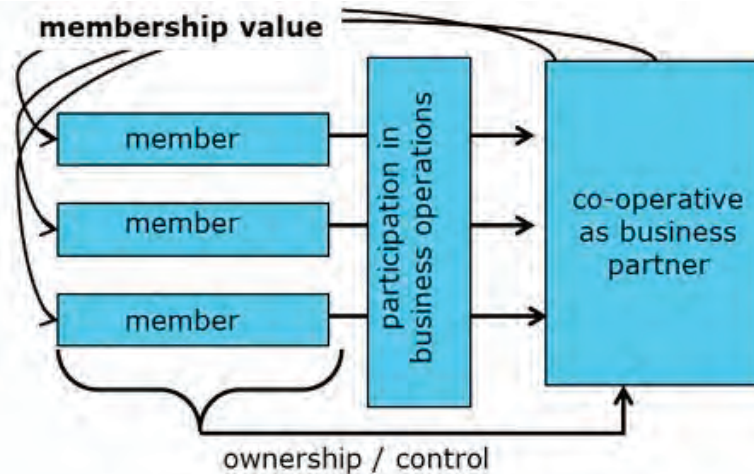 membership value
member
member
member
participation in
business operations
co-operative
as business
partner
ownership / control